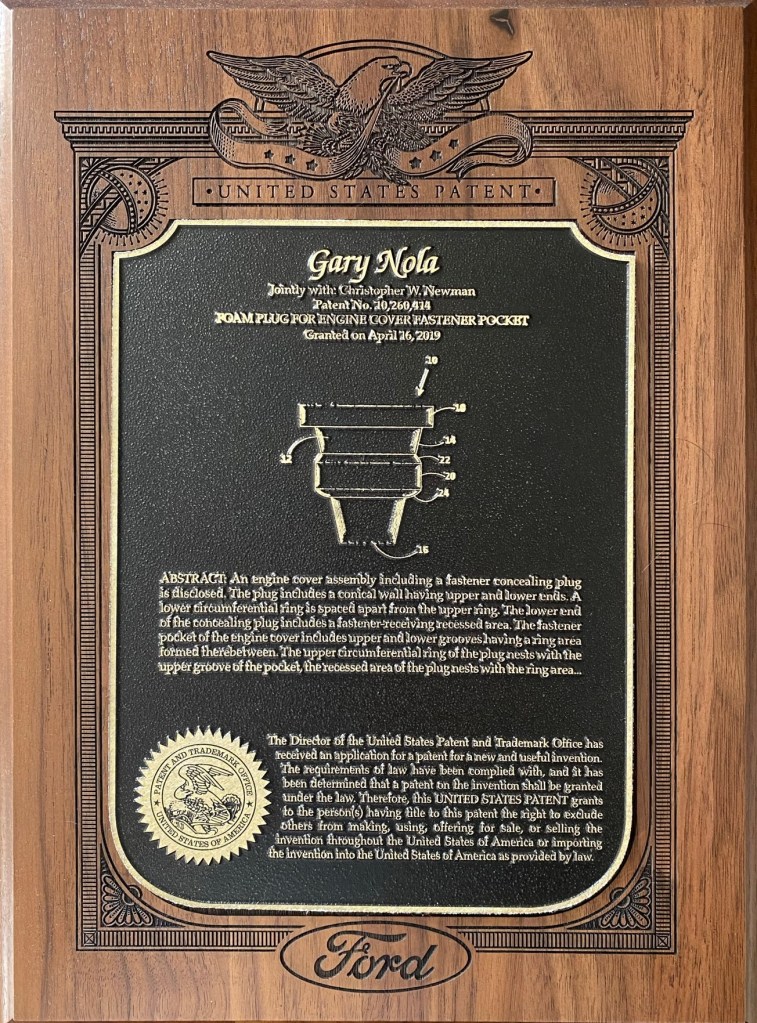 ·UNITED STATES PATENT·
Gary Nola
Jointly with: Christopher W. Newman
Patent No. 10,260,414
FOAM PLUG FOR ENGINE COVER FASTENER POCKET
Granted on April 16, 2019
10
18
14
12
22
20
24
16
ABSTRACT: An engine cover assembly including a fastener concealing plug
is disclosed. The plug includes a conical wall having upper and lower ends. A
lower circumferential ring is spaced apart from the upper ring. The lower end
of the concealing plug includes a fastener-receiving recessed area. The fastener
pocket of the engine cover includes upper and lower grooves having a ring area
formed therebetween. The upper circumferential ring of the plug nests with the
upper groove of the pocket, the recessed area of the plug nests with the ring area...
The Director of the United States Patent and Trademark Office has
received an application for a patent for a new and useful invention.
The requirements of law have been complied with, and it has
been determined that a patent on the invention shall be granted
under the law. Therefore, this UNITED STATES PATENT grants
to the person(s) having title to this patent the right to exclude
others from making, using, offering for sale, or selling the
invention throughout the United States of America or importing
the invention into the United States of America as provided by law.
PATENT AND TRADEMARK OFFICE
UNITED STATES OF AMERICA
Ford